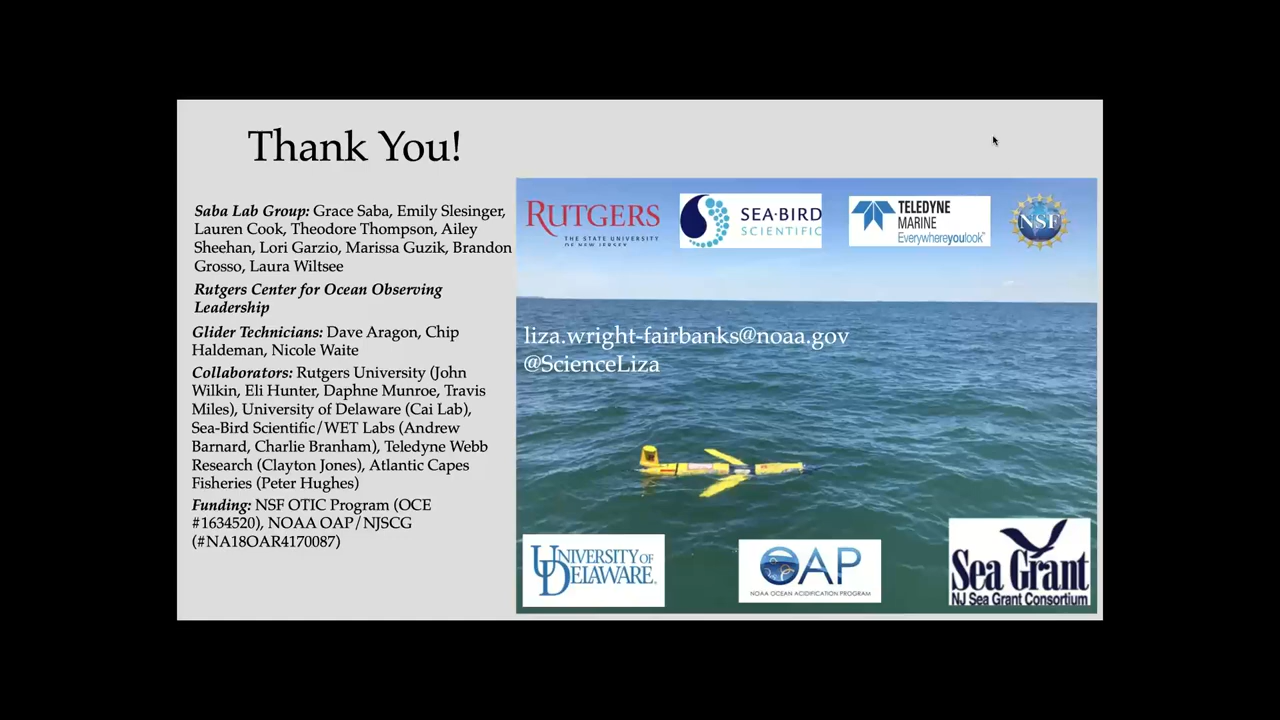 Thank You!
Saba Lab Group: Grace Saba, Emily Slesinger,
Lauren Cook, Theodore Thompson, Ailey
Sheehan, Lori Garzio, Marissa Guzik, Brandon
Grosso, Laura Wiltsee
Rutgers Center for Ocean Observing
Leadership
Glider Technicians: Dave Aragon, Chip
Haldeman, Nicole Waite
Collaborators: Rutgers University (John
Wilkin, Eli Hunter, Daphne Munroe, Travis
Miles), University of Delaware (Cai Lab),
Sea-Bird Scientific/WET Labs (Andrew
Barnard, Charlie Branham), Teledyne Webb
Research (Clayton Jones), Atlantic Capes
Fisheries (Peter Hughes)
Funding: NSF OTIC Program (OCE
#1634520), NOAA OAP/NJSCG
(#NA18OAR4170087)
RUTGERS
THE STATE UNIVERSITY
OF NEW JERSEY
SEA·BIRD
SCIENTIFIC
TELEDYNE
MARINE
Everywhereyoulook™
NSF
liza.wright-fairbanks@noaa.gov
@ScienceLiza
UNIVERSITY OF
DELAWARE.
OAP
NOAA OCEAN ACIDIFICATION PROGRAM
Sea Grant
NJ Sea Grant Consortium